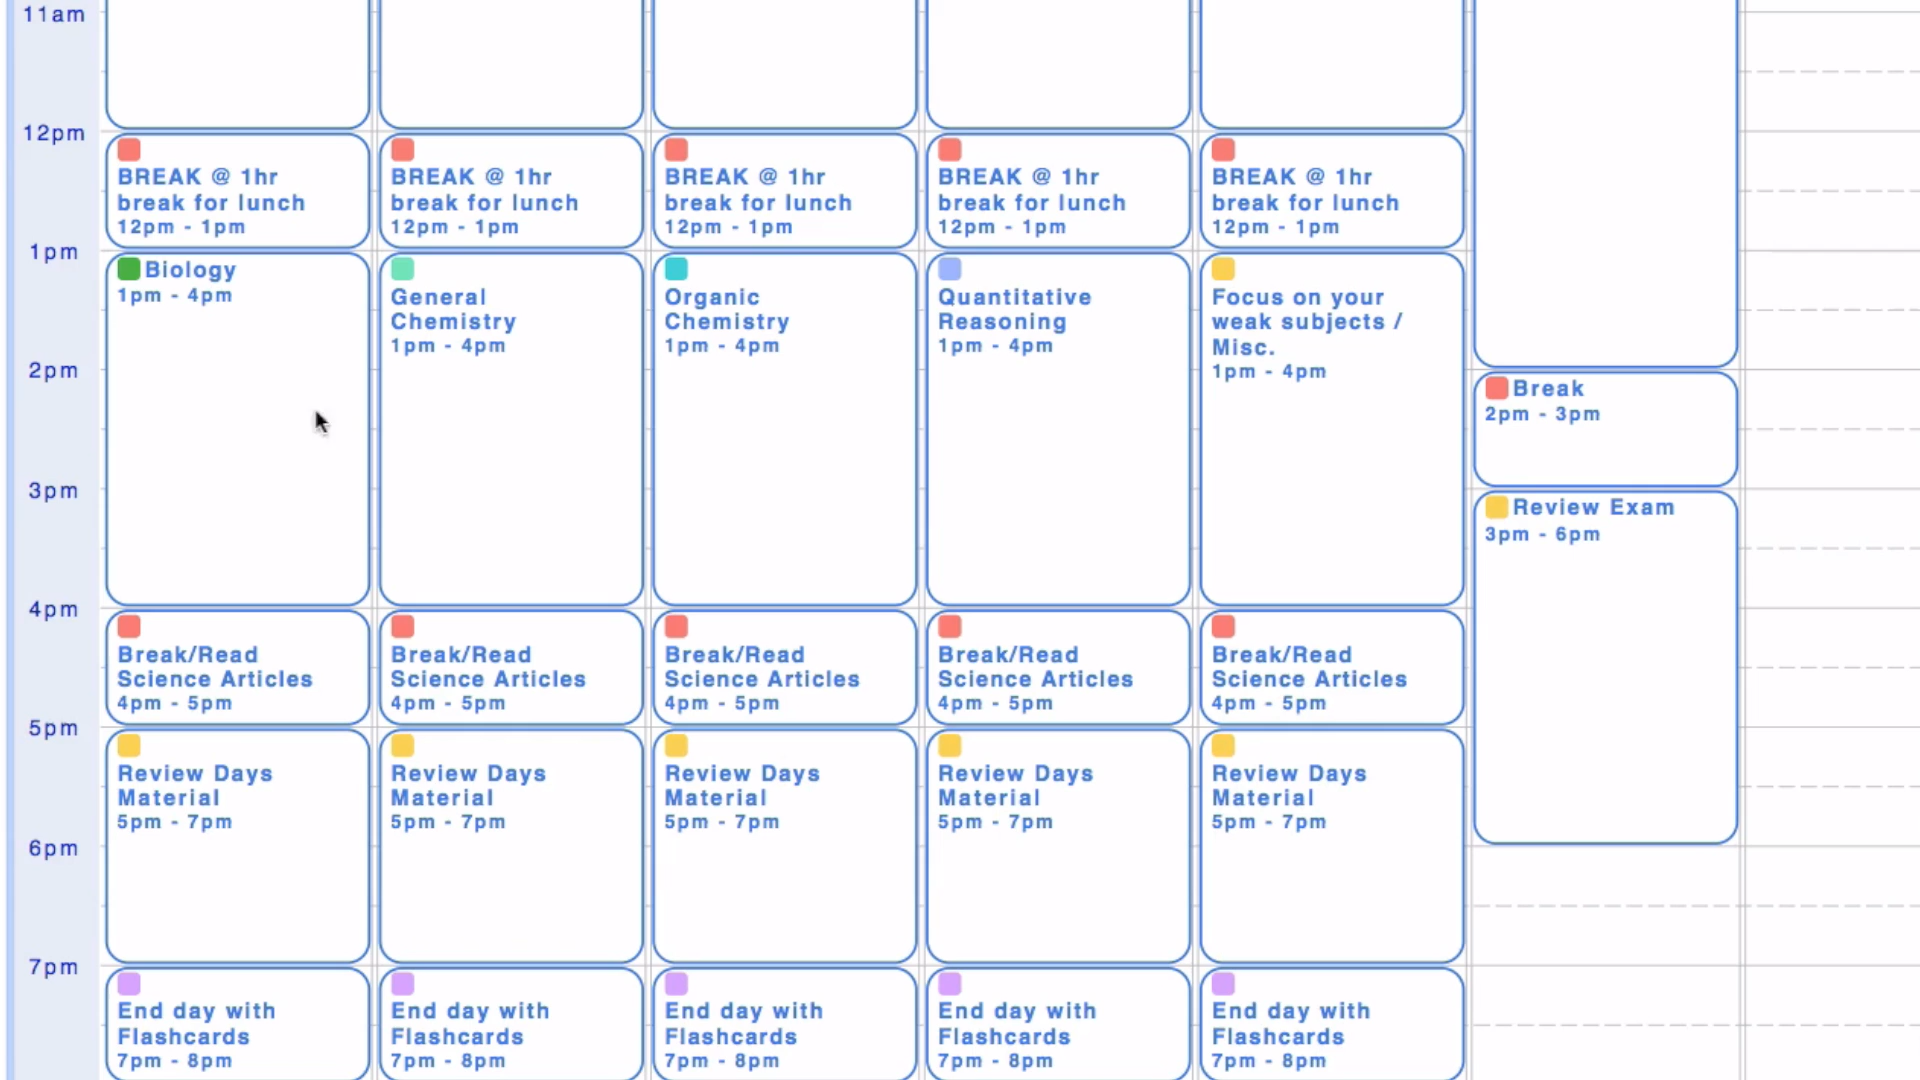 11am
12pm
1pm
2pm
3pm
4pm
5pm
6pm
7pm
BREAK @ 1hr
break for lunch
12pm - 1pm
Biology
1pm - 4pm
Break/Read
Science Articles
4pm - 5pm
Review Days
Material
5pm - 7pm
End day with
Flashcards
7pm - 8pm
BREAK @ 1hr
break for lunch
12pm - 1pm
General
Chemistry
1pm - 4pm
Break/Read
Science Articles
4pm - 5pm
Review Days
Material
5pm - 7pm
End day with
Flashcards
7pm - 8pm
BREAK @ 1hr
break for lunch
12pm - 1pm
Organic
Chemistry
1pm - 4pm
Break/Read
Science Articles
4pm - 5pm
Review Days
Material
5pm - 7pm
End day with
Flashcards
7pm - 8pm
BREAK @ 1hr
break for lunch
12pm - 1pm
Quantitative
Reasoning
1pm - 4pm
Break/Read
Science Articles
4pm - 5pm
Review Days
Material
5pm - 7pm
End day with
Flashcards
7pm - 8pm
BREAK @ 1hr
break for lunch
12pm - 1pm
Focus on your
weak subjects /
Misc.
1pm - 4pm
Break/Read
Science Articles
4pm - 5pm
Review Days
Material
5pm - 7pm
End day with
Flashcards
7pm - 8pm
Break
2pm - 3pm
Review Exam
3pm - 6pm